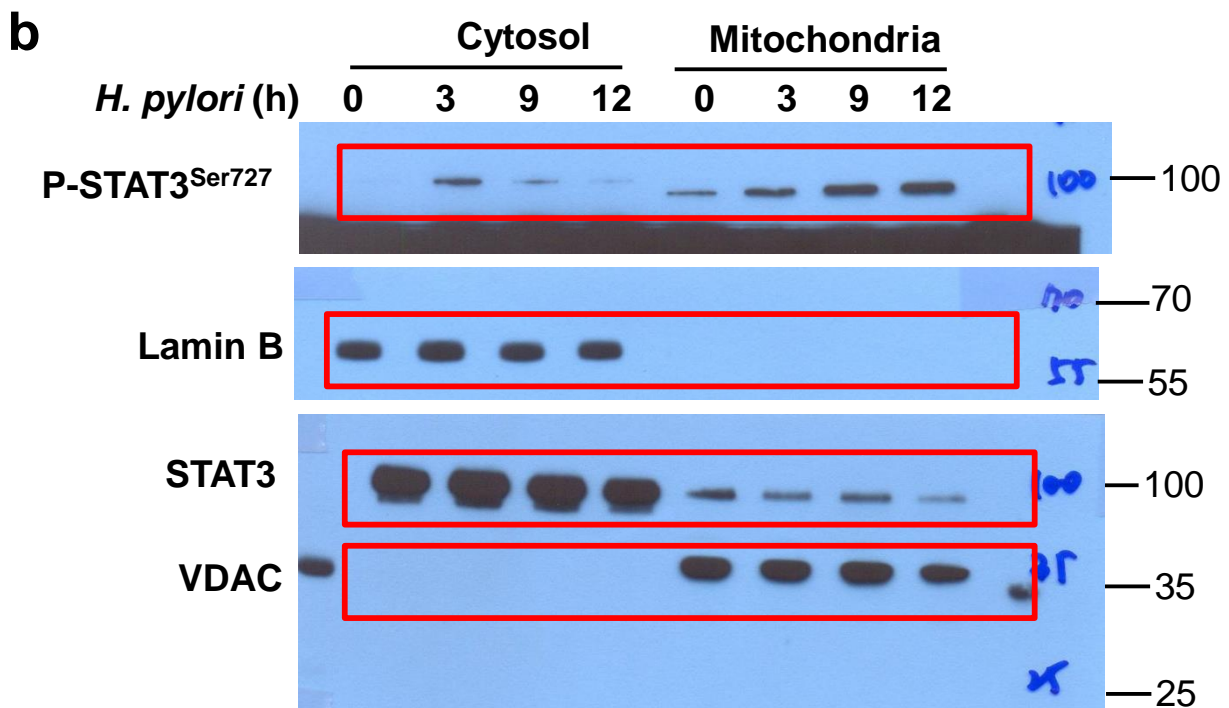 b
Cytosol Mitochondria
H. pylori (h) 0 3 9 12 0 3 9 12
P-STAT3Ser727 100 100
70
Lamin B
55 55
STAT3 100 100
VDAC
35
25